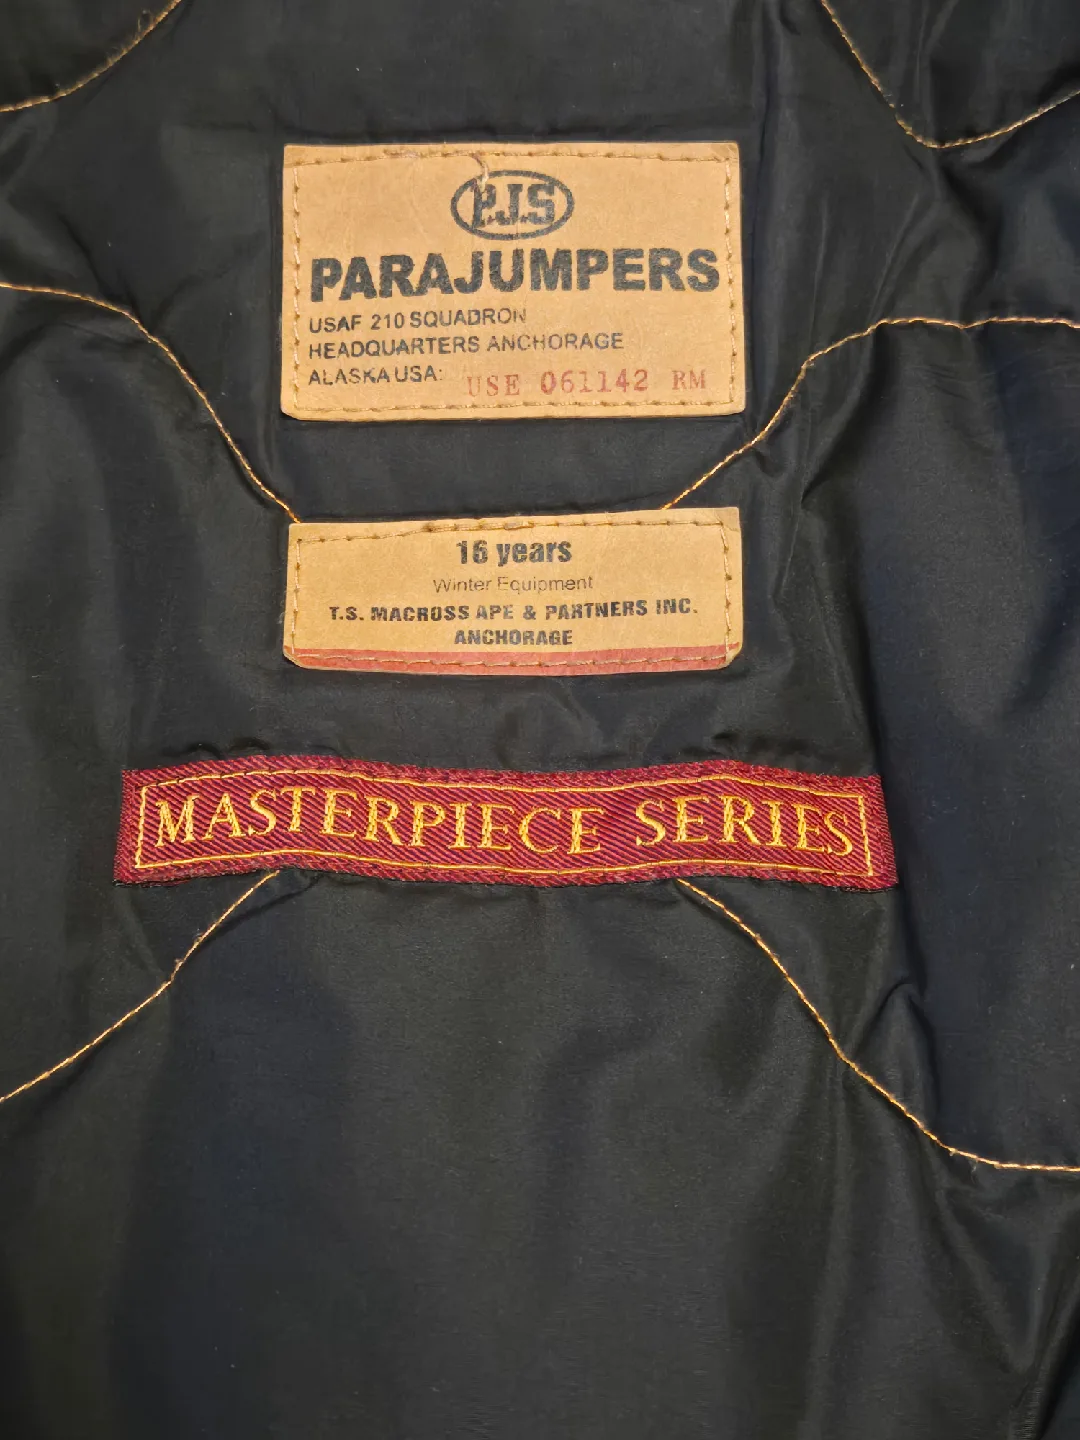 P.J.S
PARAJUMPERS
USAF 210 SQUADRON
HEADQUARTERS ANCHORAGE
ALASKA USA: USE 061142 RM
16 years
Winter Equipment
T.S. MACROSS APE & PARTNERS INC.
ANCHORAGE
MASTERPIECE SERIES